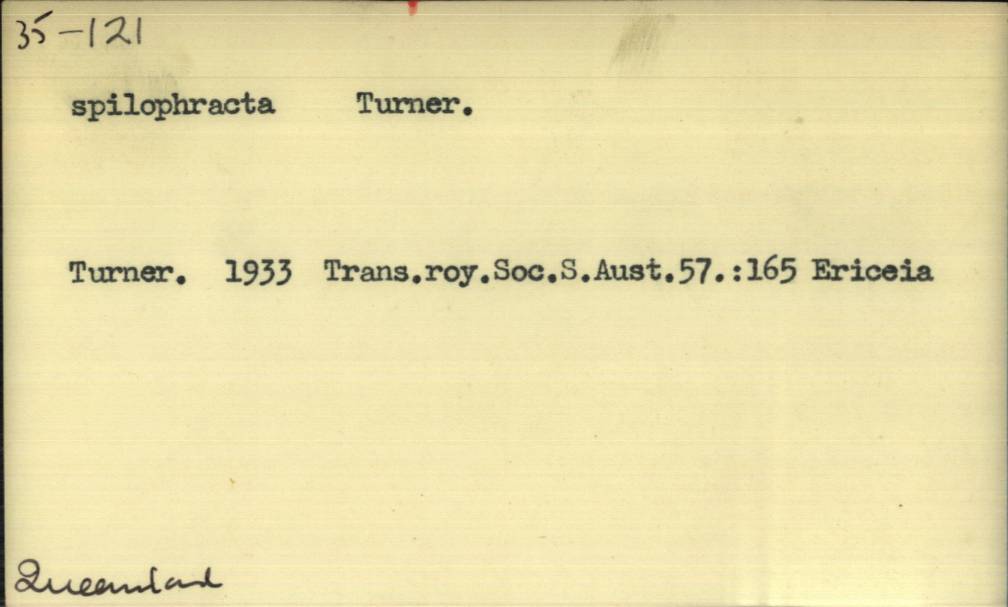 35-121
spilophracta Turner.
Turner. 1933 Trans.roy.Soc.S.Aust.57.:165 Ericeia
Queensland